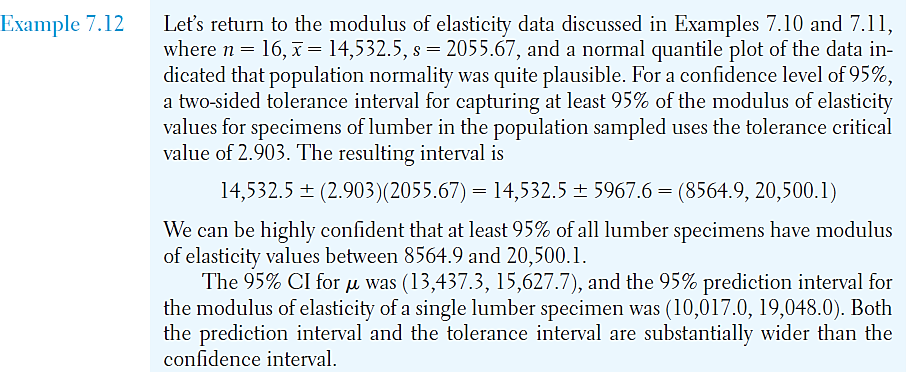 Example 7.12 Let's return to the modulus of elasticity data discussed in Examples 7.10 and 7.11,
where n = 16, x̄ = 14,532.5, s = 2055.67, and a normal quantile plot of the data in-
dicated that population normality was quite plausible. For a confidence level of 95%,
a two-sided tolerance interval for capturing at least 95% of the modulus of elasticity
values for specimens of lumber in the population sampled uses the tolerance critical
value of 2.903. The resulting interval is
14,532.5 ± (2.903)(2055.67) = 14,532.5 ± 5967.6 = (8564.9, 20,500.1)
We can be highly confident that at least 95% of all lumber specimens have modulus
of elasticity values between 8564.9 and 20,500.1.
The 95% CI for μ was (13,437.3, 15,627.7), and the 95% prediction interval for
the modulus of elasticity of a single lumber specimen was (10,017.0, 19,048.0). Both
the prediction interval and the tolerance interval are substantially wider than the
confidence interval.